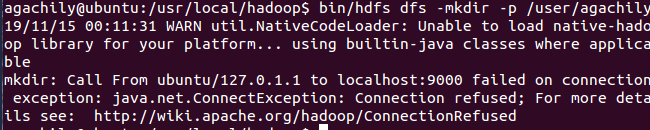 agachily@ubuntu:/usr/local/hadoop$ bin/hdfs dfs -mkdir -p /user/agachily
19/11/15 00:11:31 WARN util.NativeCodeLoader: Unable to load native-hado
op library for your platform... using builtin-java classes where applica
ble
mkdir: Call From ubuntu/127.0.1.1 to localhost:9000 failed on connection
 exception: java.net.ConnectException: Connection refused; For more deta
ils see:  http://wiki.apache.org/hadoop/ConnectionRefused